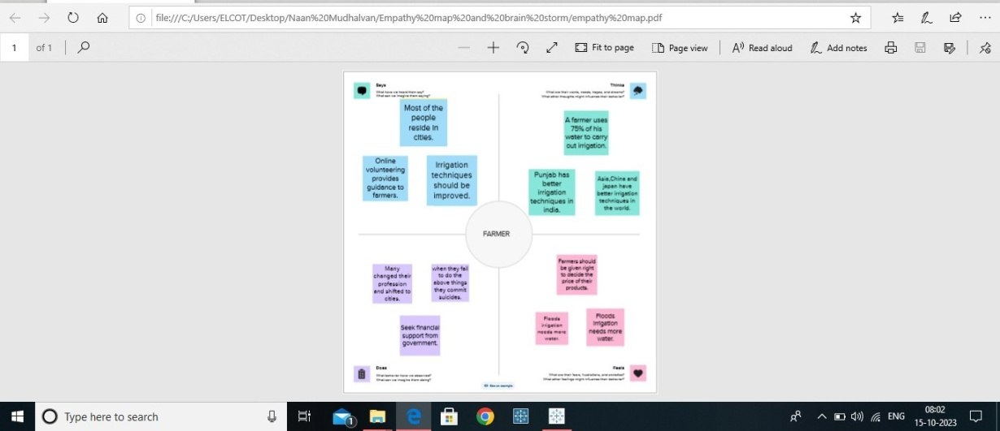 file:///C:/Users/ELCOT/Desktop/Naan%20Mudhalvan/Empathy%20map%20and%20brain%20storm/empathy%20map.pdf
1 of 1
Fit to page
Page view
Read aloud
Add notes
Says
What have we heard them say?
What can we imagine them saying?
Thinks
What are their wants, needs, hopes, and dreams?
What other thoughts might influence their behavior?
Most of the
people
reside in
cities.
Online
volunteering
provides
guidance to
farmers.
Irrigation
techniques
should be
improved.
A farmer uses
75% of his
water to carry
out irrigation.
Punjab has
better
irrigation
techniques in
india.
Asia,China and
japan have
better irrigation
techniques in
the world.
FARMER
Many
changed their
profession
and shifted to
cities.
when they fail
to do the
above things
they commit
suicides.
Seek financial
support from
government.
Farmers should
be given right
to decide the
price of their
products.
Floods
irrigation
needs more
water.
Floods
irrigation
needs more
water.
Does
What behavior have we observed?
What can we imagine them doing?
Feels
What are their fears, frustrations, and anxieties?
What other feelings might influence their behavior?
See an example
Type here to search
1
ENG
08:02
15-10-2023